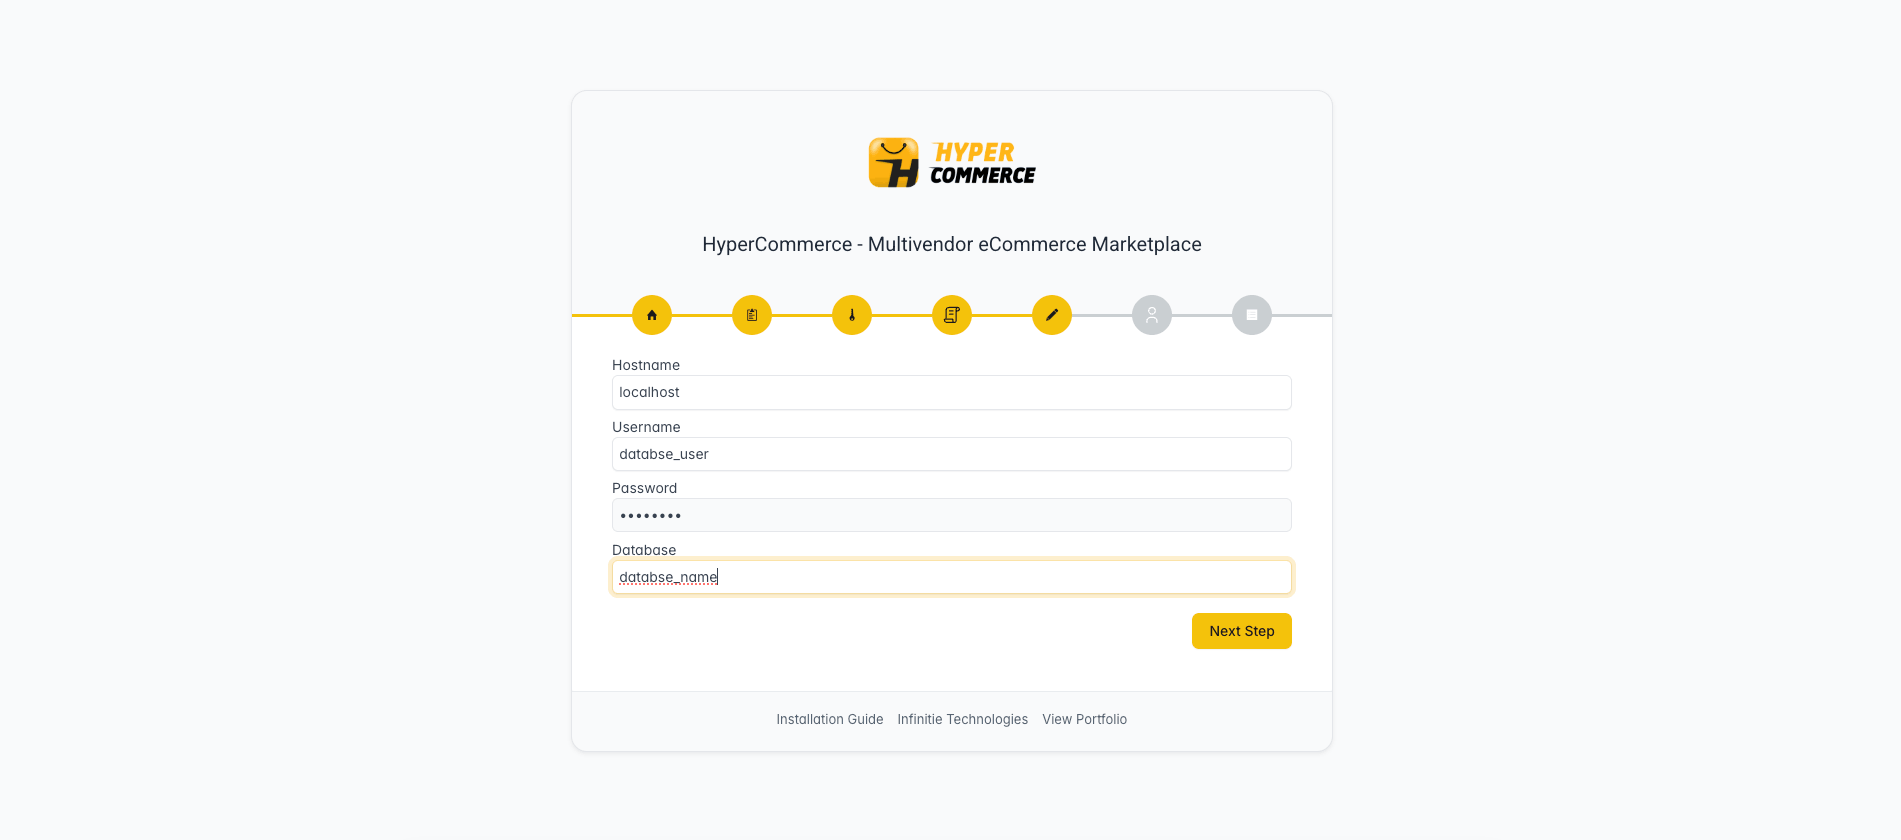 HYPER
COMMERCE
HyperCommerce - Multivendor eCommerce Marketplace
Hostname
localhost
Username
databse_user
Password
••••••••
Database
databse_name
Next Step
Installation Guide Infinitie Technologies View Portfolio